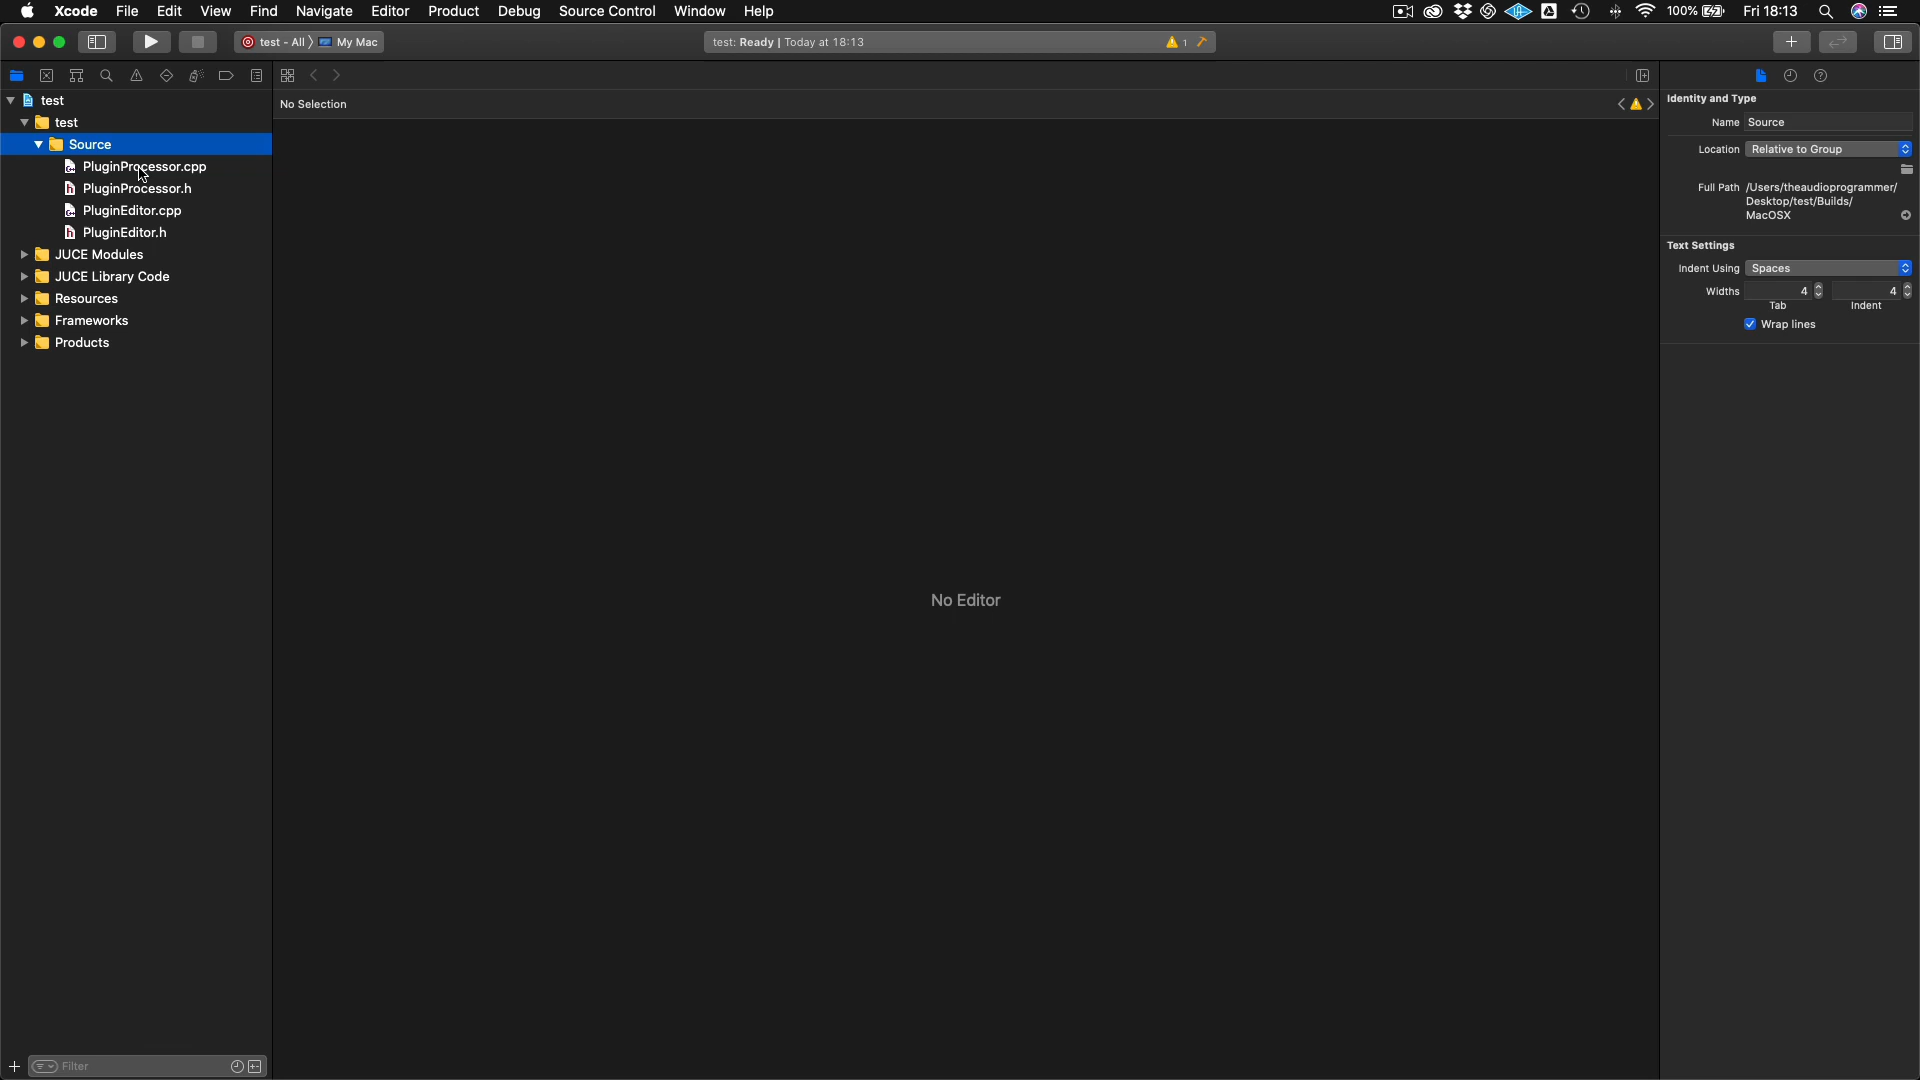 Xcode File Edit View Find Navigate Editor Product Debug Source Control Window Help 100% Fri 18:13
test - All My Mac test: Ready | Today at 18:13 1
test
test
Source
PluginProcessor.cpp
PluginProcessor.h
PluginEditor.cpp
PluginEditor.h
JUCE Modules
JUCE Library Code
Resources
Frameworks
Products
Filter
No Selection
No Editor
Identity and Type
Name Source
Location Relative to Group
Full Path /Users/theaudioprogrammer/
Desktop/test/Builds/
MacOSX
Text Settings
Indent Using Spaces
Widths 4 4
Tab Indent
Wrap lines